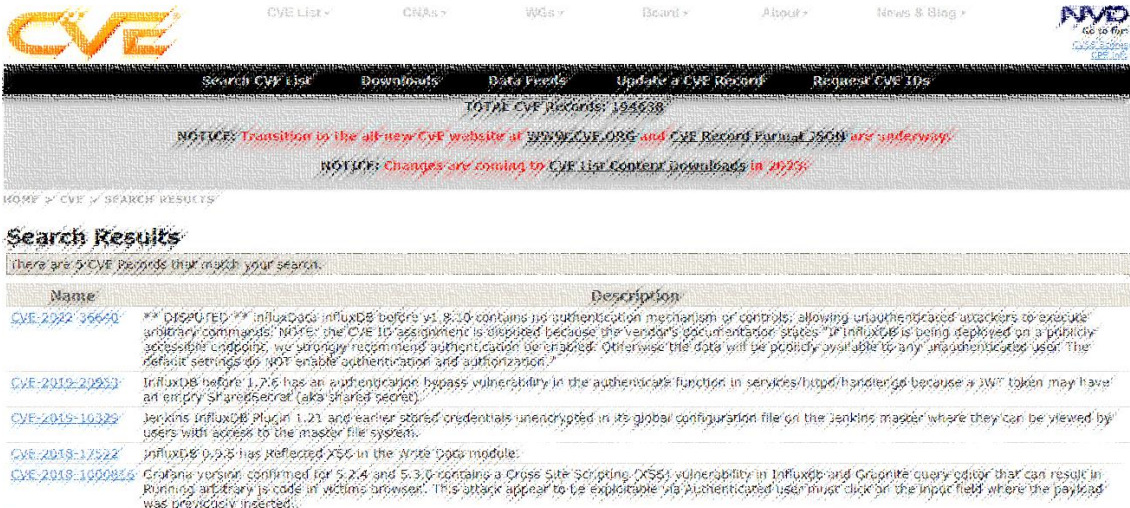 CVE
CVE List CNAs WGs Board About News & Blog
NVD
Go to for:
CVSS Scores
CPE Info
Search CVE List Downloads Data Feeds Update a CVE Record Request CVE IDs
TOTAL CVE Records: 194638
NOTICE: Transition to the all-new CVE website at WWW.CVE.ORG and CVE Record Format JSON are underway.
NOTICE: Changes are coming to CVE List Content Downloads in 2023.
HOME > CVE > SEARCH RESULTS
Search Results
There are 5 CVE Records that match your search.
Name Description
CVE-2022-36640 ** DISPUTED ** influxData influxDB before v1.8.10 contains no authentication mechanism or controls, allowing unauthenticated attackers to execute
arbitrary commands. NOTE: the CVE ID assignment is disputed because the vendor's documentation states "If InfluxDB is being deployed on a publicly
accessible endpoint, we strongly recommend authentication be enabled. Otherwise the data will be publicly available to any unauthenticated user. The
default settings do NOT enable authentication and authorization."
CVE-2019-20933 InfluxDB before 1.7.6 has an authentication bypass vulnerability in the authenticate function in services/httpd/handler.go because a JWT token may have
an empty SharedSecret (aka shared secret).
CVE-2019-10329 Jenkins InfluxDB Plugin 1.21 and earlier stored credentials unencrypted in its global configuration file on the Jenkins master where they can be viewed by
users with access to the master file system.
CVE-2018-17522 InfluxDB 0.9.5 has Reflected XSS in the Write Data module.
CVE-2018-1000816 Grafana version confirmed for 5.2.4 and 5.3.0 contains a Cross Site Scripting (XSS) vulnerability in Influxdb and Graphite query editor that can result in
Running arbitrary js code in victims browser. This attack appear to be exploitable via Authenticated user must click on the input field where the payload
was previously inserted.